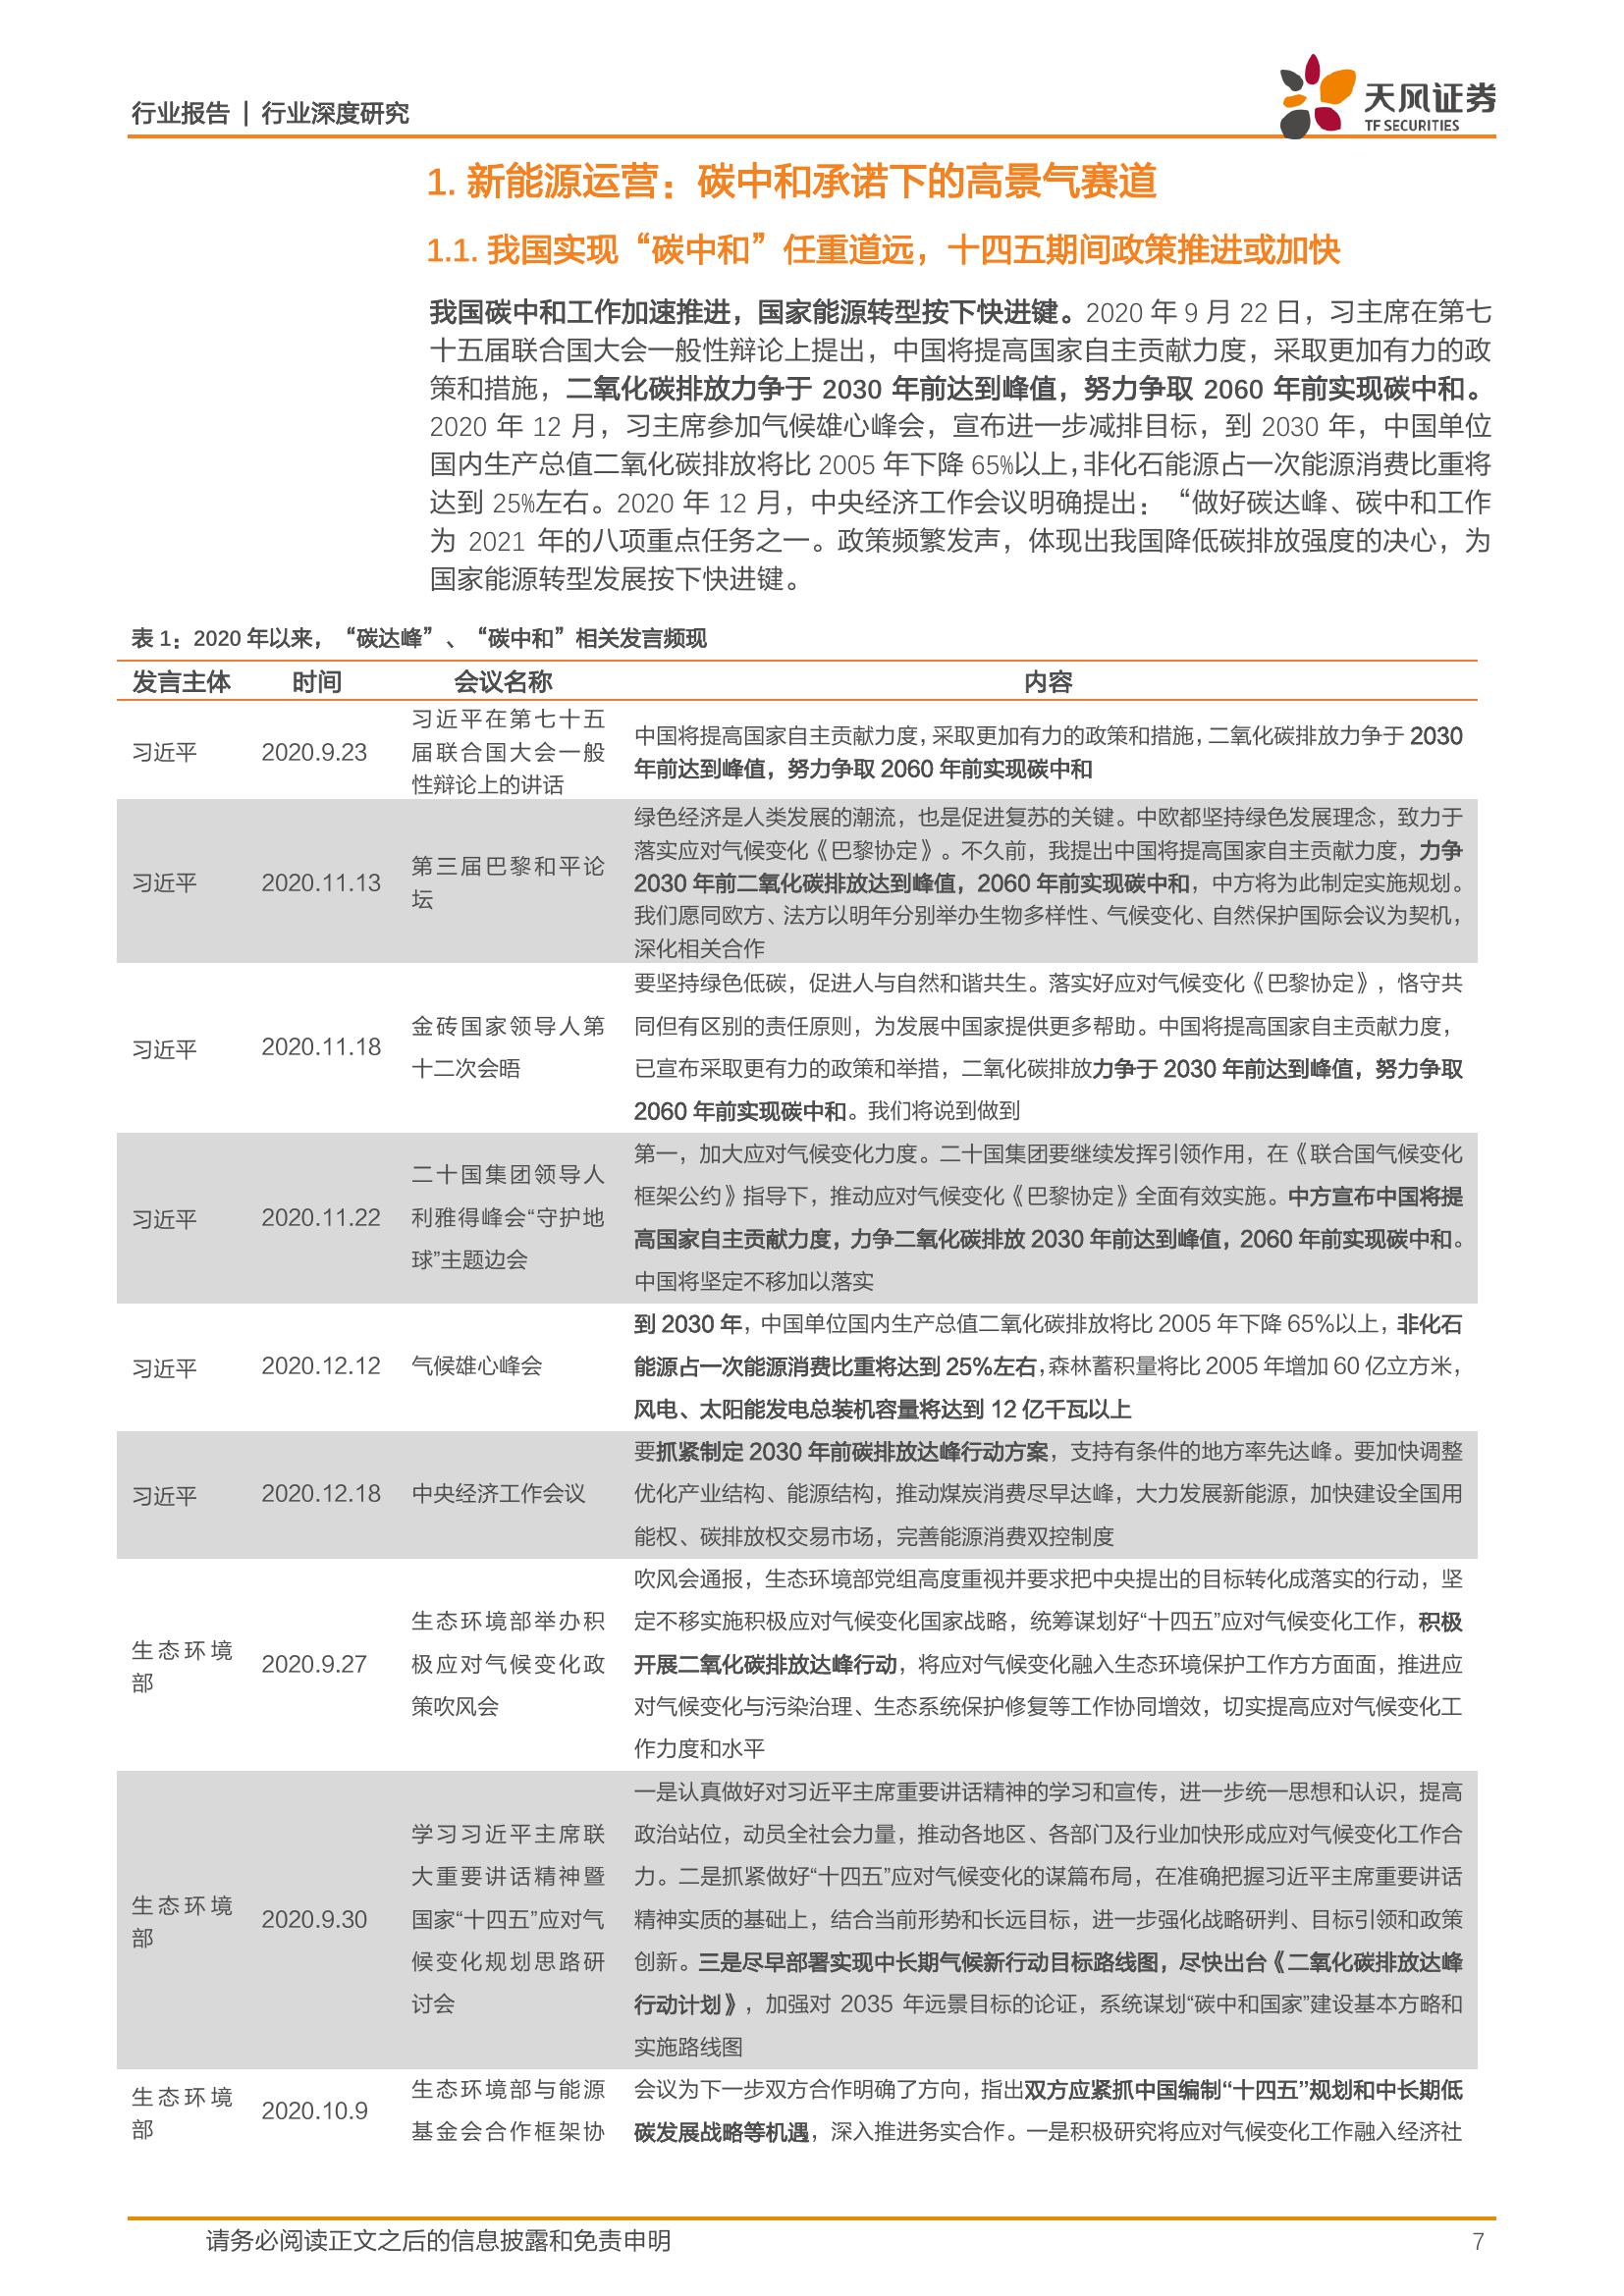 行业报告 | 行业深度研究
天风证券
TF SECURITIES
1. 新能源运营：碳中和承诺下的高景气赛道
1.1. 我国实现“碳中和”任重道远，十四五期间政策推进或加快
我国碳中和工作加速推进，国家能源转型按下快进键。2020 年 9 月 22 日，习主席在第七
十五届联合国大会一般性辩论上提出，中国将提高国家自主贡献力度，采取更加有力的政
策和措施，二氧化碳排放力争于 2030 年前达到峰值，努力争取 2060 年前实现碳中和。
2020 年 12 月，习主席参加气候雄心峰会，宣布进一步减排目标，到 2030 年，中国单位
国内生产总值二氧化碳排放将比 2005 年下降 65%以上，非化石能源占一次能源消费比重将
达到 25%左右。2020 年 12 月，中央经济工作会议明确提出：“做好碳达峰、碳中和工作
为 2021 年的八项重点任务之一。政策频繁发声，体现出我国降低碳排放强度的决心，为
国家能源转型发展按下快进键。
表 1：2020 年以来，“碳达峰”、“碳中和”相关发言频现
发言主体 时间 会议名称 内容
习近平
2020.9.23
习近平在第七十五
届联合国大会一般
性辩论上的讲话
中国将提高国家自主贡献力度，采取更加有力的政策和措施，二氧化碳排放力争于 2030
年前达到峰值，努力争取 2060 年前实现碳中和
习近平
2020.11.13
第三届巴黎和平论
坛
绿色经济是人类发展的潮流，也是促进复苏的关键。中欧都坚持绿色发展理念，致力于
落实应对气候变化《巴黎协定》。不久前，我提出中国将提高国家自主贡献力度，力争
2030 年前二氧化碳排放达到峰值，2060 年前实现碳中和，中方将为此制定实施规划。
我们愿同欧方、法方以明年分别举办生物多样性、气候变化、自然保护国际会议为契机，
深化相关合作
习近平
2020.11.18
金砖国家领导人第
十二次会晤
要坚持绿色低碳，促进人与自然和谐共生。落实好应对气候变化《巴黎协定》，恪守共
同但有区别的责任原则，为发展中国家提供更多帮助。中国将提高国家自主贡献力度，
已宣布采取更有力的政策和举措，二氧化碳排放力争于 2030 年前达到峰值，努力争取
2060 年前实现碳中和。我们将说到做到
习近平
2020.11.22
二十国集团领导人
利雅得峰会“守护地
球”主题边会
第一，加大应对气候变化力度。二十国集团要继续发挥引领作用，在《联合国气候变化
框架公约》指导下，推动应对气候变化《巴黎协定》全面有效实施。中方宣布中国将提
高国家自主贡献力度，力争二氧化碳排放 2030 年前达到峰值，2060 年前实现碳中和。
中国将坚定不移加以落实
习近平
2020.12.12
气候雄心峰会
到 2030 年，中国单位国内生产总值二氧化碳排放将比 2005 年下降 65%以上，非化石
能源占一次能源消费比重将达到 25%左右，森林蓄积量将比 2005 年增加 60 亿立方米，
风电、太阳能发电总装机容量将达到 12 亿千瓦以上
习近平
2020.12.18
中央经济工作会议
要抓紧制定 2030 年前碳排放达峰行动方案，支持有条件的地方率先达峰。要加快调整
优化产业结构、能源结构，推动煤炭消费尽早达峰，大力发展新能源，加快建设全国用
能权、碳排放权交易市场，完善能源消费双控制度
生态环境
部
2020.9.27
生态环境部举办积
极应对气候变化政
策吹风会
吹风会通报，生态环境部党组高度重视并要求把中央提出的目标转化成落实的行动，坚
定不移实施积极应对气候变化国家战略，统筹谋划好“十四五”应对气候变化工作，积极
开展二氧化碳排放达峰行动，将应对气候变化融入生态环境保护工作方方面面，推进应
对气候变化与污染治理、生态系统保护修复等工作协同增效，切实提高应对气候变化工
作力度和水平
生态环境
部
2020.9.30
学习习近平主席联
大重要讲话精神暨
国家“十四五”应对气
候变化规划思路研
讨会
一是认真做好对习近平主席重要讲话精神的学习和宣传，进一步统一思想和认识，提高
政治站位，动员全社会力量，推动各地区、各部门及行业加快形成应对气候变化工作合
力。二是抓紧做好“十四五”应对气候变化的谋篇布局，在准确把握习近平主席重要讲话
精神实质的基础上，结合当前形势和长远目标，进一步强化战略研判、目标引领和政策
创新。三是尽早部署实现中长期气候新行动目标路线图，尽快出台《二氧化碳排放达峰
行动计划》，加强对 2035 年远景目标的论证，系统谋划“碳中和国家”建设基本方略和
实施路线图
生态环境
部
2020.10.9
生态环境部与能源
基金会合作框架协
会议为下一步双方合作明确了方向，指出双方应紧抓中国编制“十四五”规划和中长期低
碳发展战略等机遇，深入推进务实合作。一是积极研究将应对气候变化工作融入经济社
请务必阅读正文之后的信息披露和免责申明
7